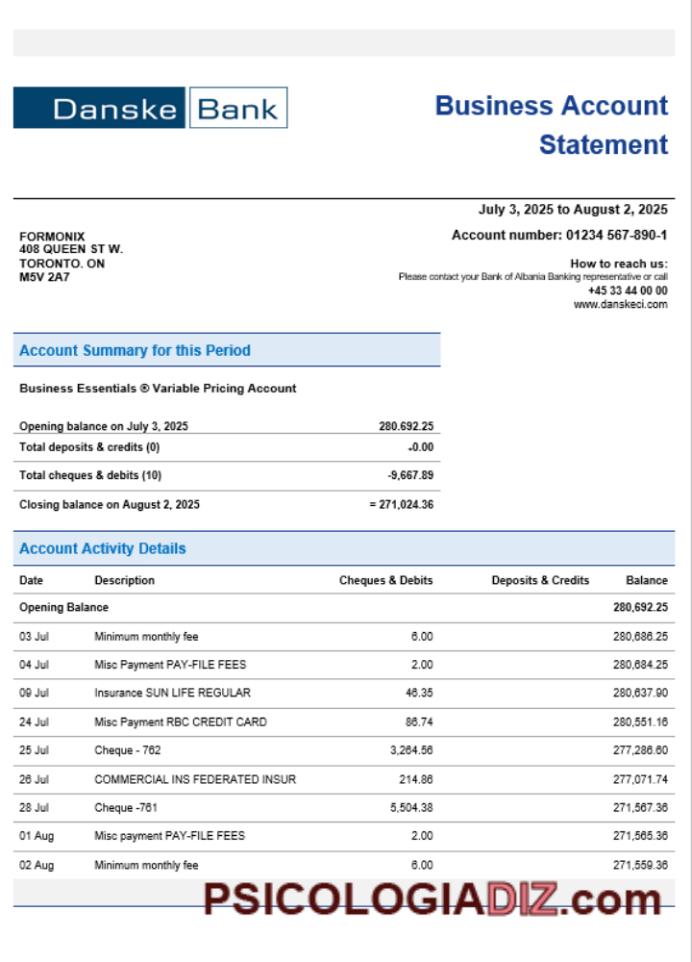 Danske Bank
Business Account
Statement
July 3, 2025 to August 2, 2025
Account number: 01234 567-890-1
FORMONIX
408 QUEEN ST W.
TORONTO. ON
M5V 2A7
How to reach us:
Please contact your Bank of Albania Banking representative or call
+45 33 44 00 00
www.danskeci.com
Account Summary for this Period
Business Essentials ® Variable Pricing Account
Opening balance on July 3, 2025 280.692.25
Total deposits & credits (0) -0.00
Total cheques & debits (10) -9,667.89
Closing balance on August 2, 2025 = 271,024.36
Account Activity Details
Date Description Cheques & Debits Deposits & Credits Balance
Opening Balance 280,692.25
03 Jul Minimum monthly fee 6.00 280,686.25
04 Jul Misc Payment PAY-FILE FEES 2.00 280,684.25
09 Jul Insurance SUN LIFE REGULAR 46.35 280,637.90
24 Jul Misc Payment RBC CREDIT CARD 86.74 280,551.16
25 Jul Cheque - 762 3,264.56 277,286.60
26 Jul COMMERCIAL INS FEDERATED INSUR 214.86 277,071.74
28 Jul Cheque -761 5,504.38 271,567.36
01 Aug Misc payment PAY-FILE FEES 2.00 271,565.36
02 Aug Minimum monthly fee 6.00 271,559.36
PSICOLOGIADIZ.com